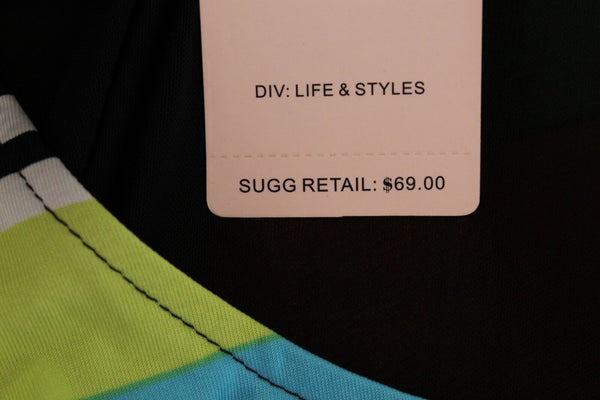 DIV: LIFE & STYLES
SUGG RETAIL: $69.00